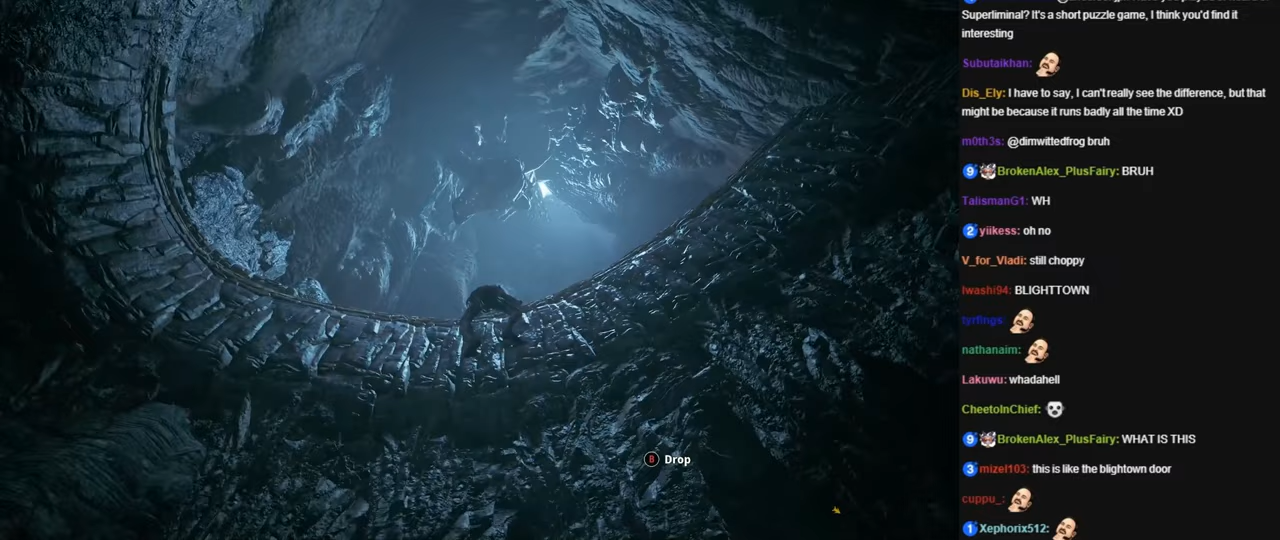 Superliminal? It's a short puzzle game, I think you'd find it
interesting
Subutaikhan:
Dis_Ely: I have to say, I can't really see the difference, but that
might be because it runs badly all the time XD
m0th3s: @dimwittedfrog bruh
9 BrokenAlex_PlusFairy: BRUH
TalismanG1: WH
2 yiikess: oh no
V_for_Vladi: still choppy
Iwashi94: BLIGHTTOWN
tyrfings:
nathanaim:
Lakuwu: whadahell
CheetoInChief:
9 BrokenAlex_PlusFairy: WHAT IS THIS
B Drop
3 mizel103: this is like the blightown door
cuppu_:
1 Xephorix512: